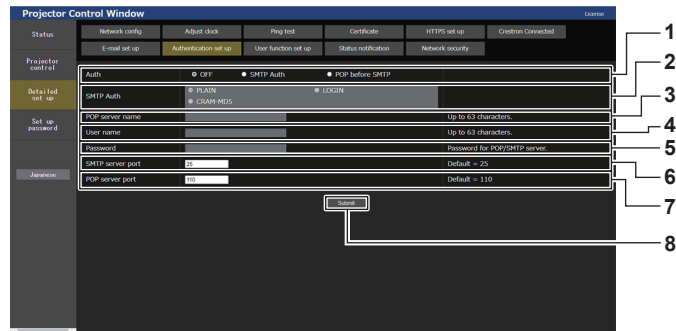 Projector Control Window
License
Status
Network config
Adjust clock
Ping test
Certificate
HTTPS set up
Crestron Connected
E-mail set up
Authentication set up
User function set up
Status notification
Network security
Projector
control
Detailed
set up
Set up
password
Japanese
Auth
OFF
SMTP Auth
POP before SMTP
SMTP Auth
PLAIN
LOGIN
CRAM-MD5
POP server name
Up to 63 characters.
User name
Up to 63 characters.
Password
Password for POP/SMTP server.
SMTP server port
25
Default = 25
POP server port
110
Default = 110
Submit
1
2
3
4
5
6
7
8